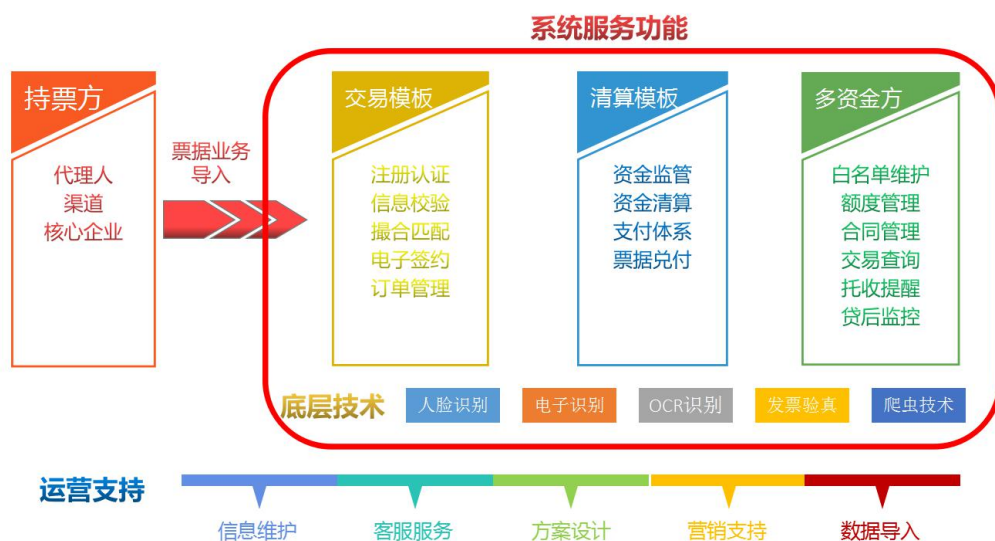 系统服务功能
持票方
代理人
渠道
核心企业
票据业务
导入
交易模板
注册认证
信息校验
撮合匹配
电子签约
订单管理
清算模板
资金监管
资金清算
支付体系
票据兑付
多资金方
白名单维护
额度管理
合同管理
交易查询
托收提醒
贷后监控
底层技术
人脸识别
电子识别
OCR识别
发票验真
爬虫技术
运营支持
信息维护
客服服务
方案设计
营销支持
数据导入